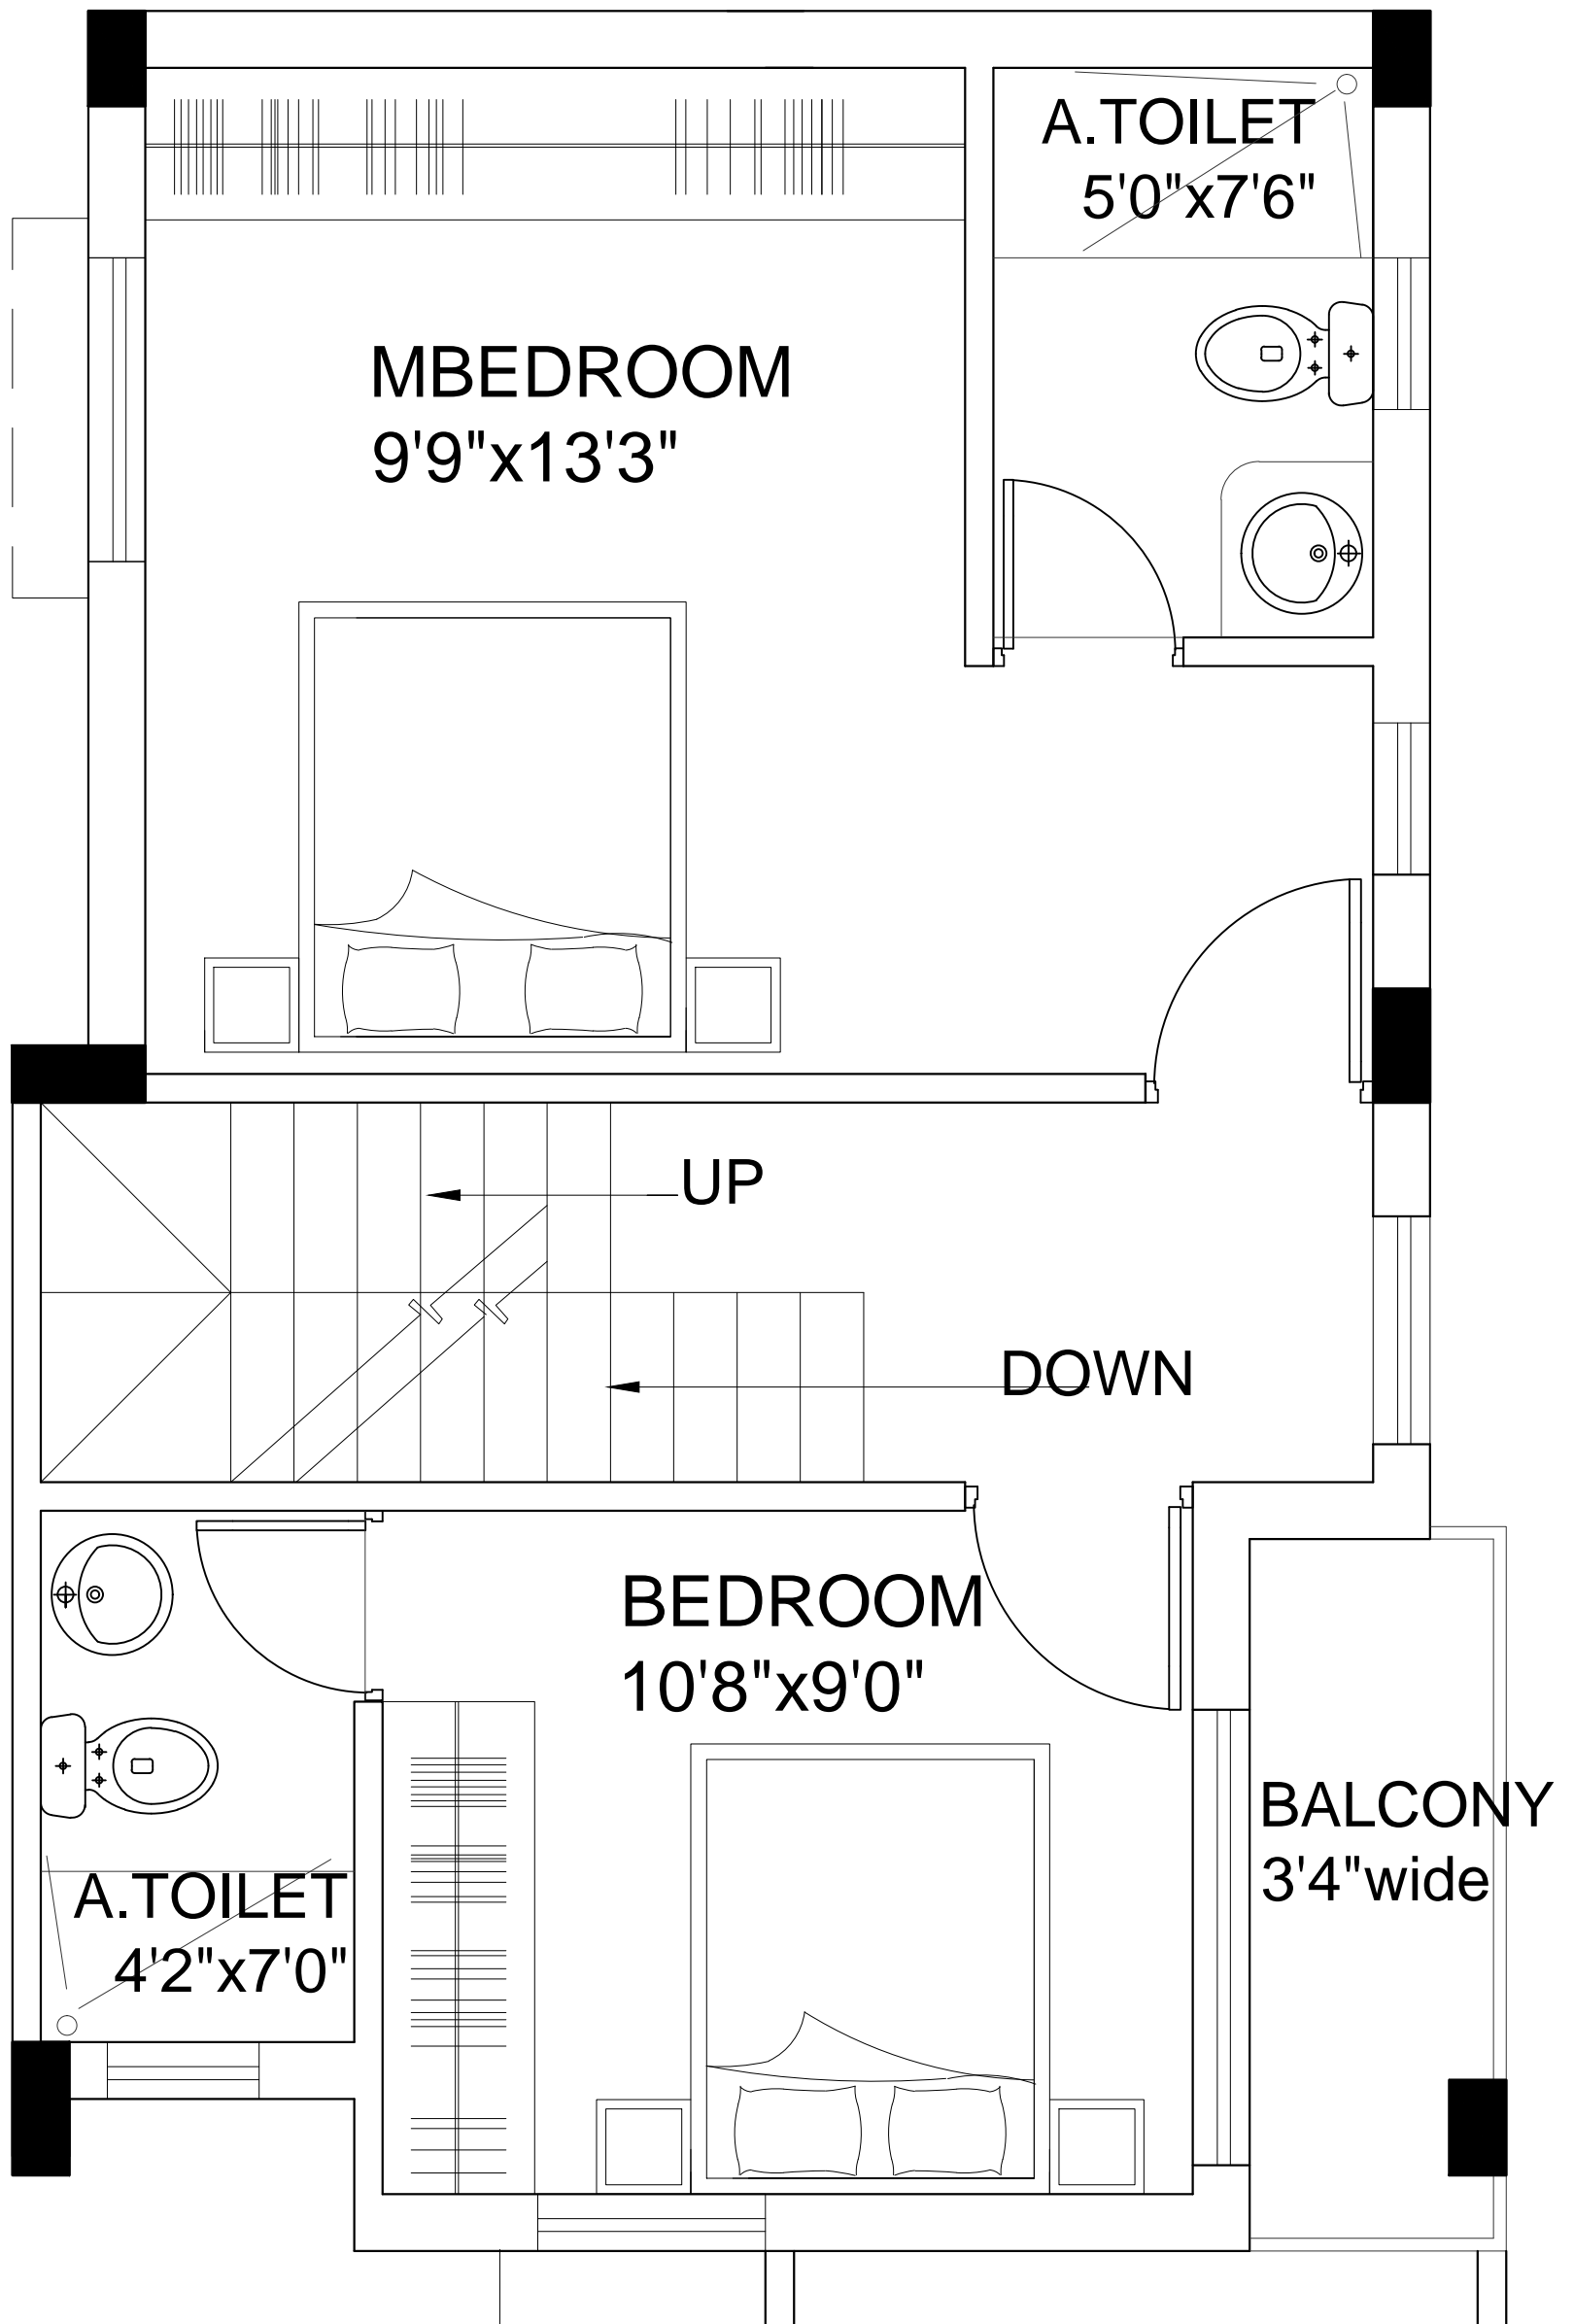 A.TOILET
5'0"x7'6"
MBEDROOM
9'9"x13'3"
UP
DOWN
BEDROOM
10'8"x9'0"
BALCONY
3'4"wide
A.TOILET
4'2"x7'0"